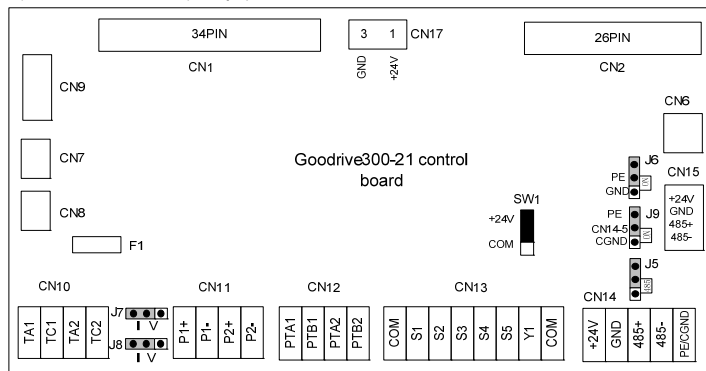 34PIN
3 1
CN17
26PIN
CN1
GND
+24V
CN2
CN9
CN6
CN7
Goodrive300-21 control
board
J6
PE
NO
GND
CN15
SW1
CN8
+24V
PE
J9
+24V
GND
485+
485-
CN14-5
NO
CGND
COM
F1
J5
485
CN10
CN11
CN12
CN13
CN14
J7
I V
J8
I V
TA1
TC1
TA2
TC2
P1+
P1-
P2+
P2-
PTA1
PTB1
PTA2
PTB2
COM
S1
S2
S3
S4
S5
Y1
COM
+24V
GND
485+
485-
PE/CGND